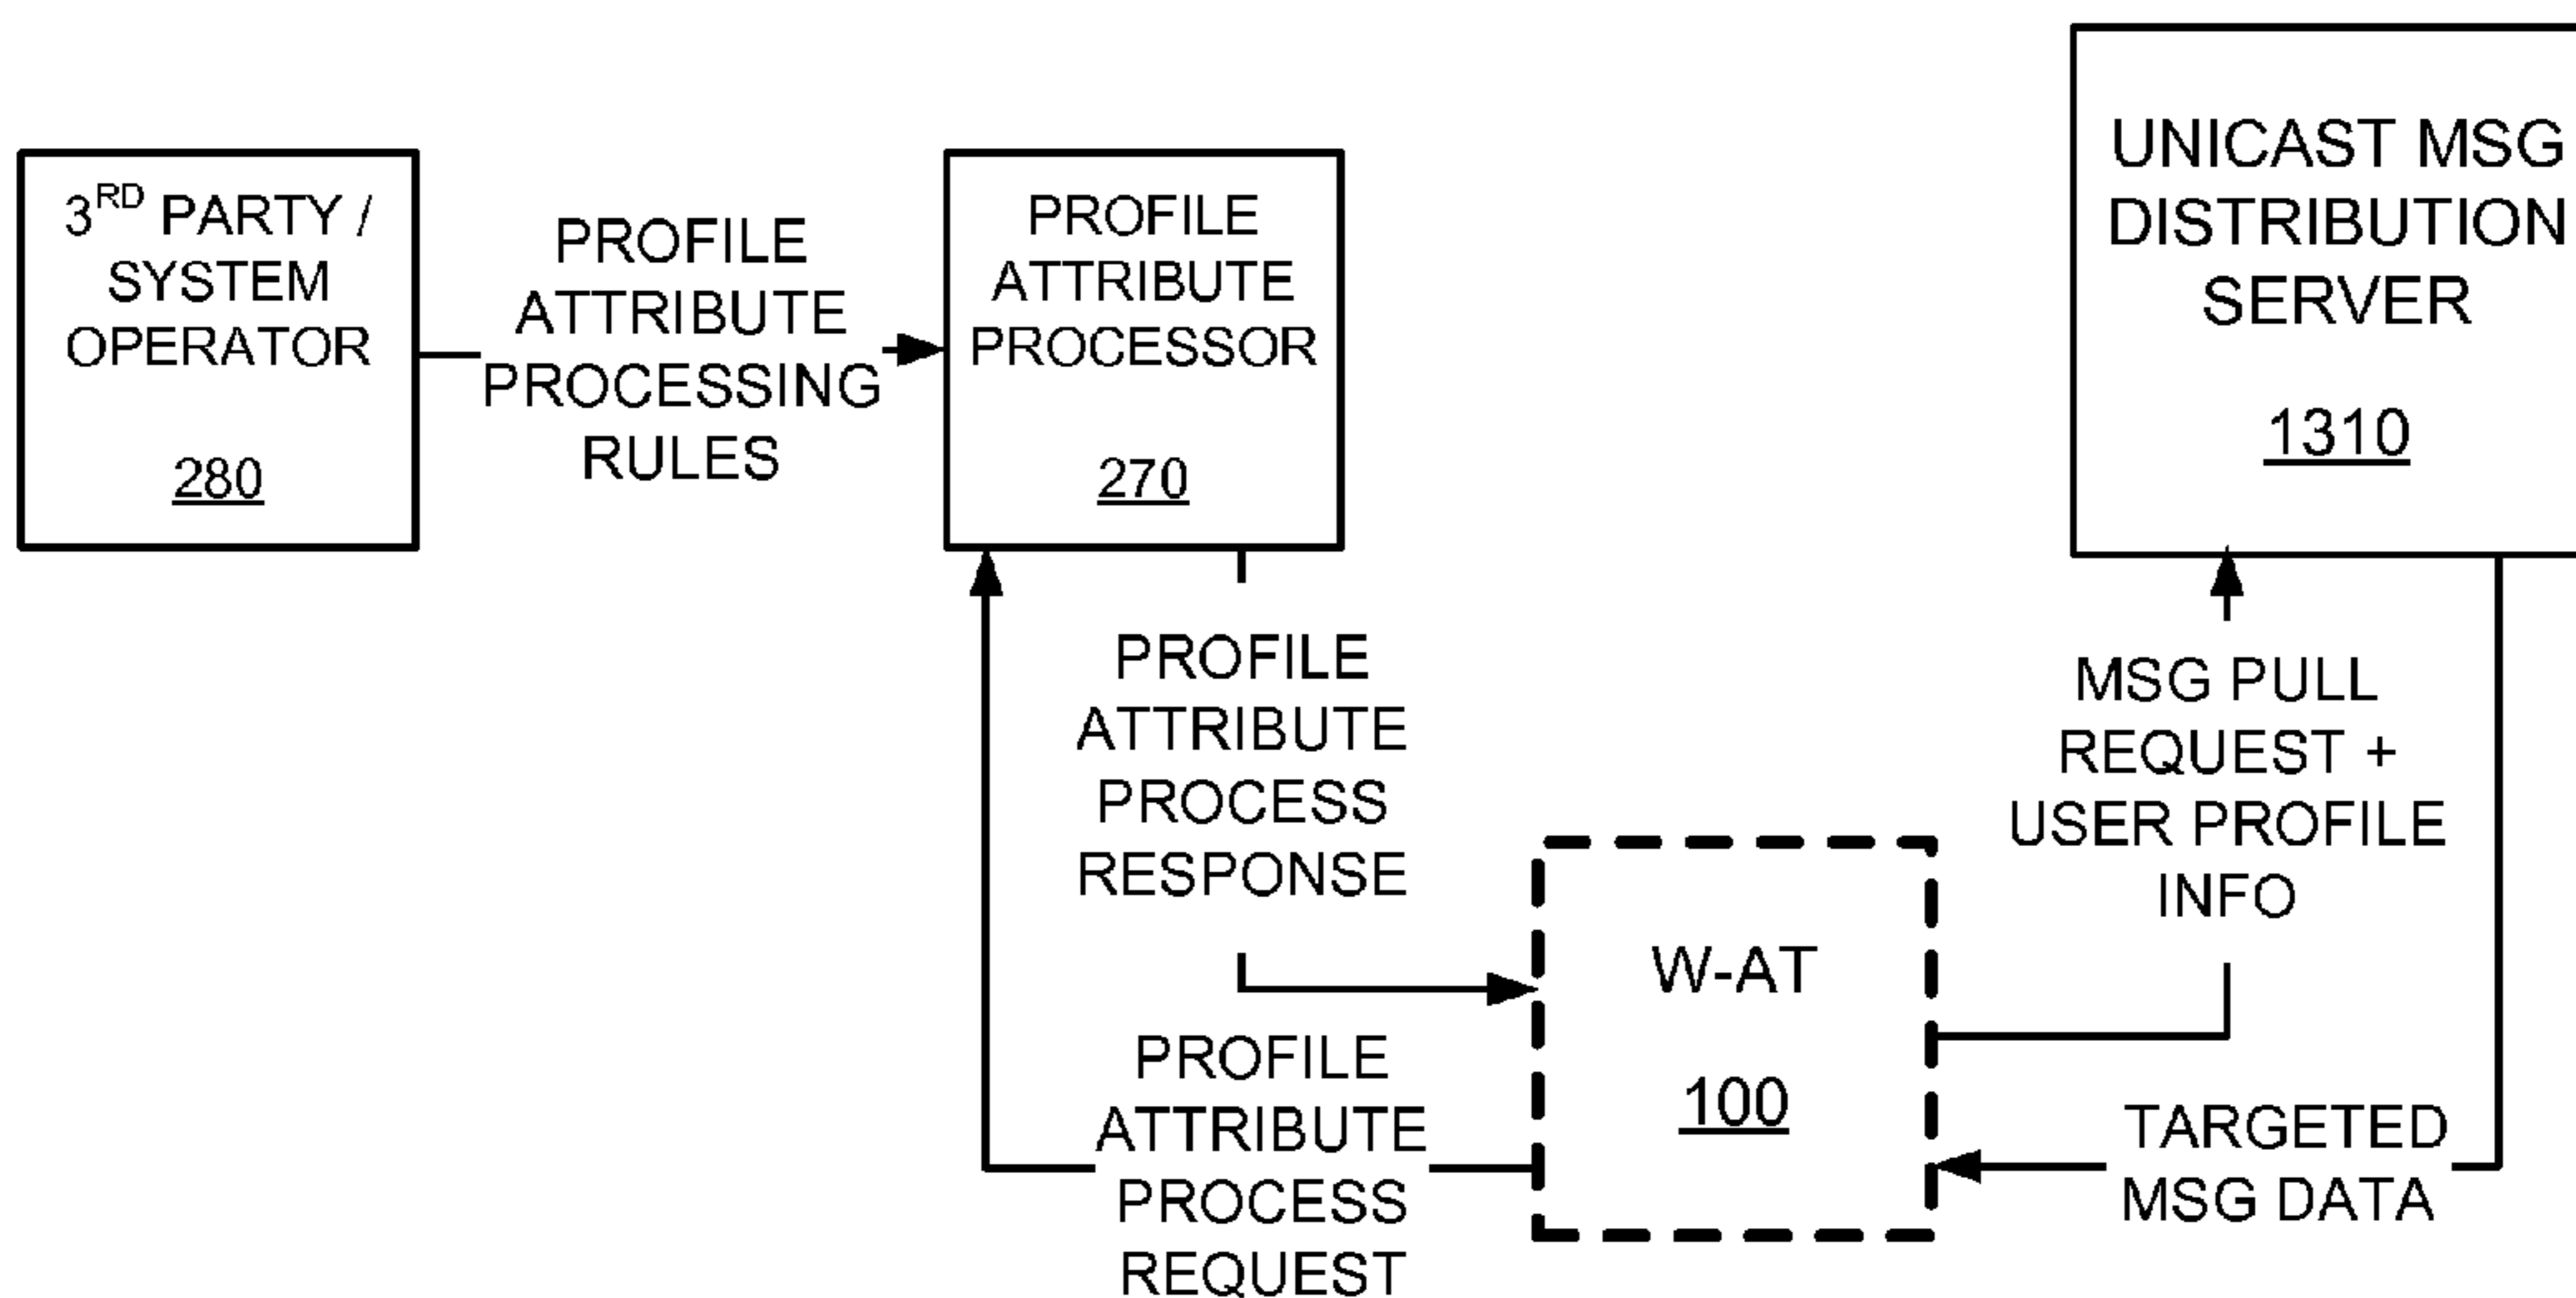 3RD PARTY /
SYSTEM
OPERATOR
280
PROFILE
ATTRIBUTE
PROCESSING
RULES
PROFILE
ATTRIBUTE
PROCESSOR
270
UNICAST MSG
DISTRIBUTION
SERVER
1310
PROFILE
ATTRIBUTE
PROCESS
RESPONSE
MSG PULL
REQUEST +
USER PROFILE
INFO
W-AT
100
PROFILE
ATTRIBUTE
PROCESS
REQUEST
TARGETED
MSG DATA